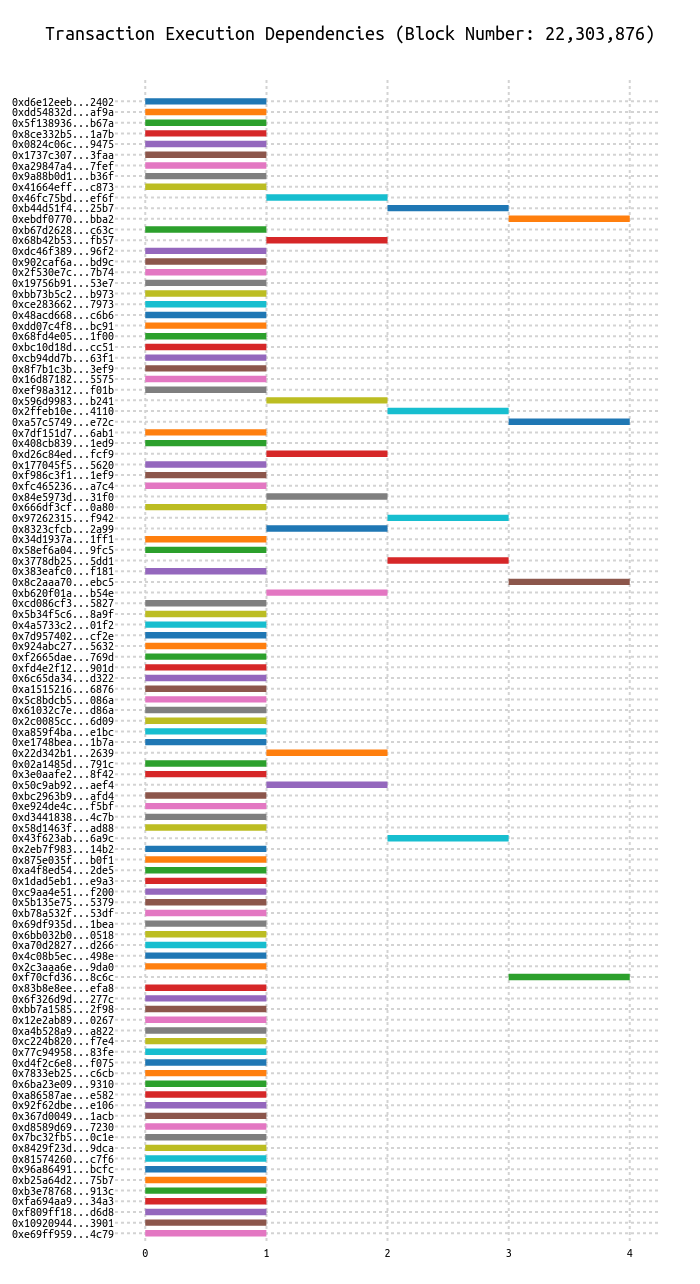 Transaction Execution Dependencies (Block Number: 22,303,876)
0xd6e12eeb...2402
0xdd54832d...af9a
0x5f138936...b67a
0x8ce332b5...1a7b
0x0824c06c...9475
0x1737c307...3faa
0xa29847a4...7fef
0x9a88b0d1...b36f
0x41664eff...c873
0x46fc75bd...ef6f
0xb44d51f4...25b7
0xebdf0770...bba2
0xb67d2628...c63c
0x68b42b53...fb57
0xdc46f389...96f2
0x902caf6a...bd9c
0x2f530e7c...7b74
0x19756b91...53e7
0xbb73b5c2...b973
0xce283662...7973
0x48acd668...c6b6
0xdd07c4f8...bc91
0x68fd4e05...1f00
0xbc10d18d...cc51
0xcb94dd7b...63f1
0x8f7b1c3b...3ef9
0x16d87182...5575
0xef98a312...f01b
0x596d9983...b241
0x2ffeb10e...4110
0xa57c5749...e72c
0x7df151d7...6ab1
0x408cb839...1ed9
0xd26c84ed...fcf9
0x177045f5...5620
0xf986c3f1...1ef9
0xfc465236...a7c4
0x84e5973d...31f0
0x666df3cf...0a80
0x97262315...f942
0x8323cfcb...2a99
0x34d1937a...1ff1
0x58ef6a04...9fc5
0x3778db25...5dd1
0x383eafc0...f181
0x8c2aaa70...ebc5
0xb620f01a...b54e
0xcd086cf3...5827
0x5b34f5c6...8a9f
0x4a5733c2...01f2
0x7d957402...cf2e
0x924abc27...5632
0xf2665dae...769d
0xfd4e2f12...901d
0x6c65da34...d322
0xa1515216...6876
0x5c8bdcb5...086a
0x61032c7e...d86a
0x2c0085cc...6d09
0xa859f4ba...e1bc
0xe1748bea...1b7a
0x22d342b1...2639
0x02a1485d...791c
0x3e0aafe2...8f42
0x50c9ab92...aef4
0xbc2963b9...afd4
0xe924de4c...f5bf
0xd3441838...4c7b
0x58d1463f...ad88
0x43f623ab...6a9c
0x2eb7f983...14b2
0x875e035f...b0f1
0xa4f8ed54...2de5
0x1dad5eb1...e9a3
0xc9aa4e51...f200
0x5b135e75...5379
0xb78a532f...53df
0x69df935d...1bea
0x6bb032b0...0518
0xa70d2827...d266
0x4c08b5ec...498e
0x2c3aaa6e...9da0
0xf70cfd36...8c6c
0x83b8e8ee...efa8
0x6f326d9d...277c
0xbb7a1585...2f98
0x12e2ab89...0267
0xa4b528a9...a822
0xc224b820...f7e4
0x77c94958...83fe
0xd4f2c6e8...f075
0x7833eb25...c6cb
0x6ba23e09...9310
0xa86587ae...e582
0x92f62dbe...e106
0x367d0049...1acb
0xd8589d69...7230
0x7bc32fb5...0c1e
0x8429f23d...9dca
0x81574260...c7f6
0x96a86491...bcfc
0xb25a64d2...75b7
0xb3e78768...913c
0xfa694aa9...34a3
0xf809ff18...d6d8
0x10920944...3901
0xe69ff959...4c79
0 1 2 3 4